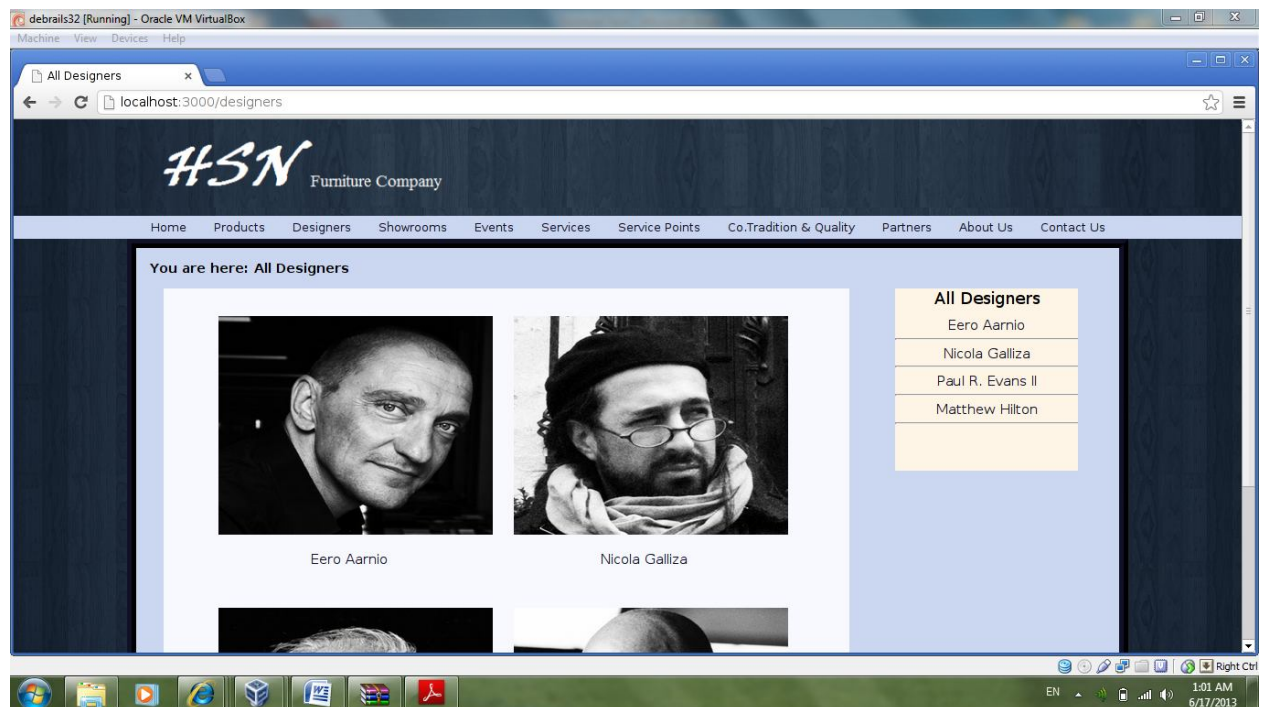 debrails32 [Running] - Oracle VM VirtualBox
Machine View Devices Help
All Designers
localhost:3000/designers
HSN Furniture Company
Home Products Designers Showrooms Events Services Service Points Co.Tradition & Quality Partners About Us Contact Us
You are here: All Designers
All Designers
Eero Aarnio
Nicola Galliza
Paul R. Evans II
Matthew Hilton
Eero Aarnio Nicola Galliza
Right Ctrl
EN 1:01 AM
6/17/2013